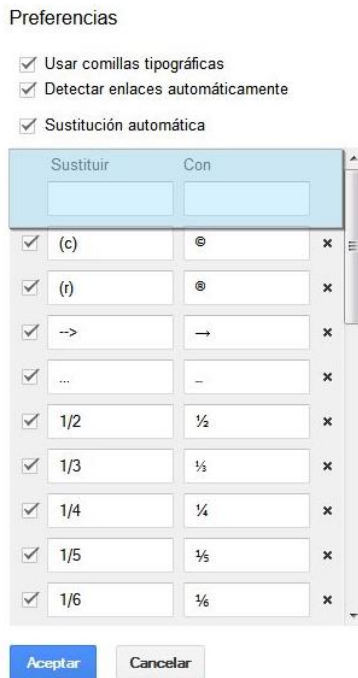 Preferencias
Usar comillas tipográficas
Detectar enlaces automáticamente
Sustitución automática
Sustituir Con
(c) ©
(r) ®
--> →
... …
1/2 ½
1/3 ⅓
1/4 ¼
1/5 ⅕
1/6 ⅙
Aceptar Cancelar